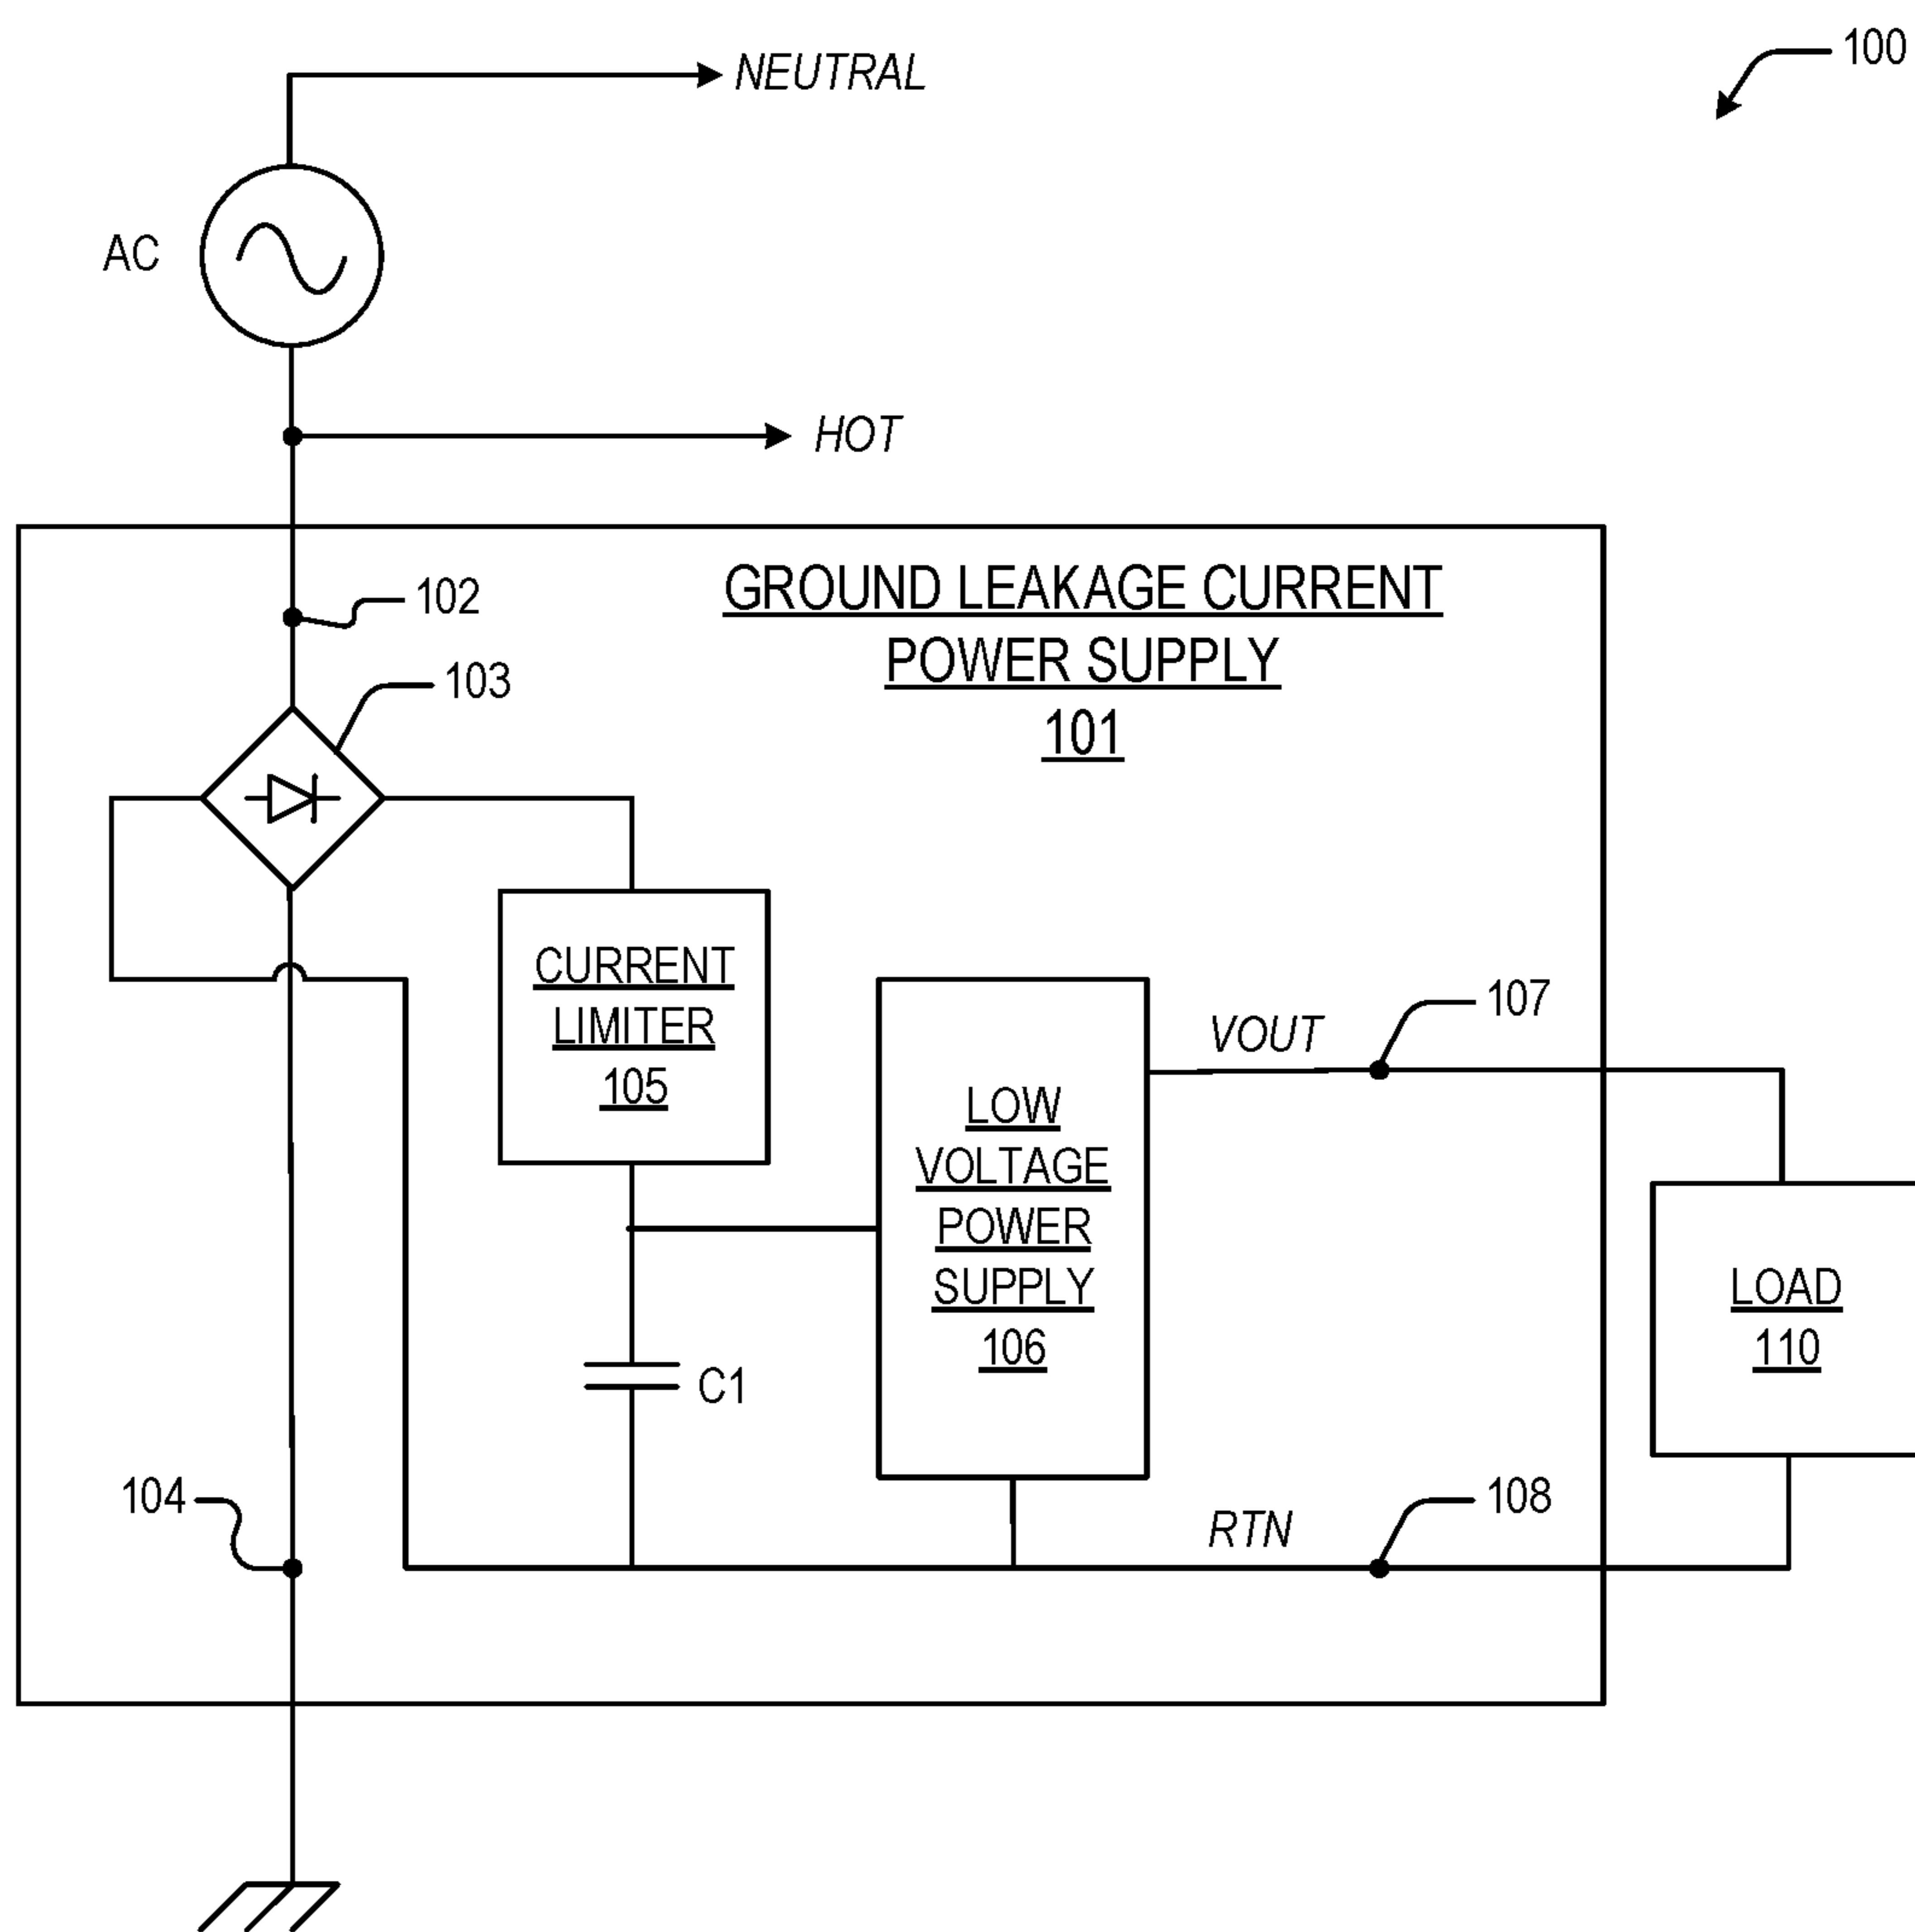 100
NEUTRAL
AC
HOT
102
GROUND LEAKAGE CURRENT
POWER SUPPLY
101
103
CURRENT
LIMITER
105
107
VOUT
LOW
VOLTAGE
POWER
SUPPLY
106
LOAD
110
C1
104
RTN
108